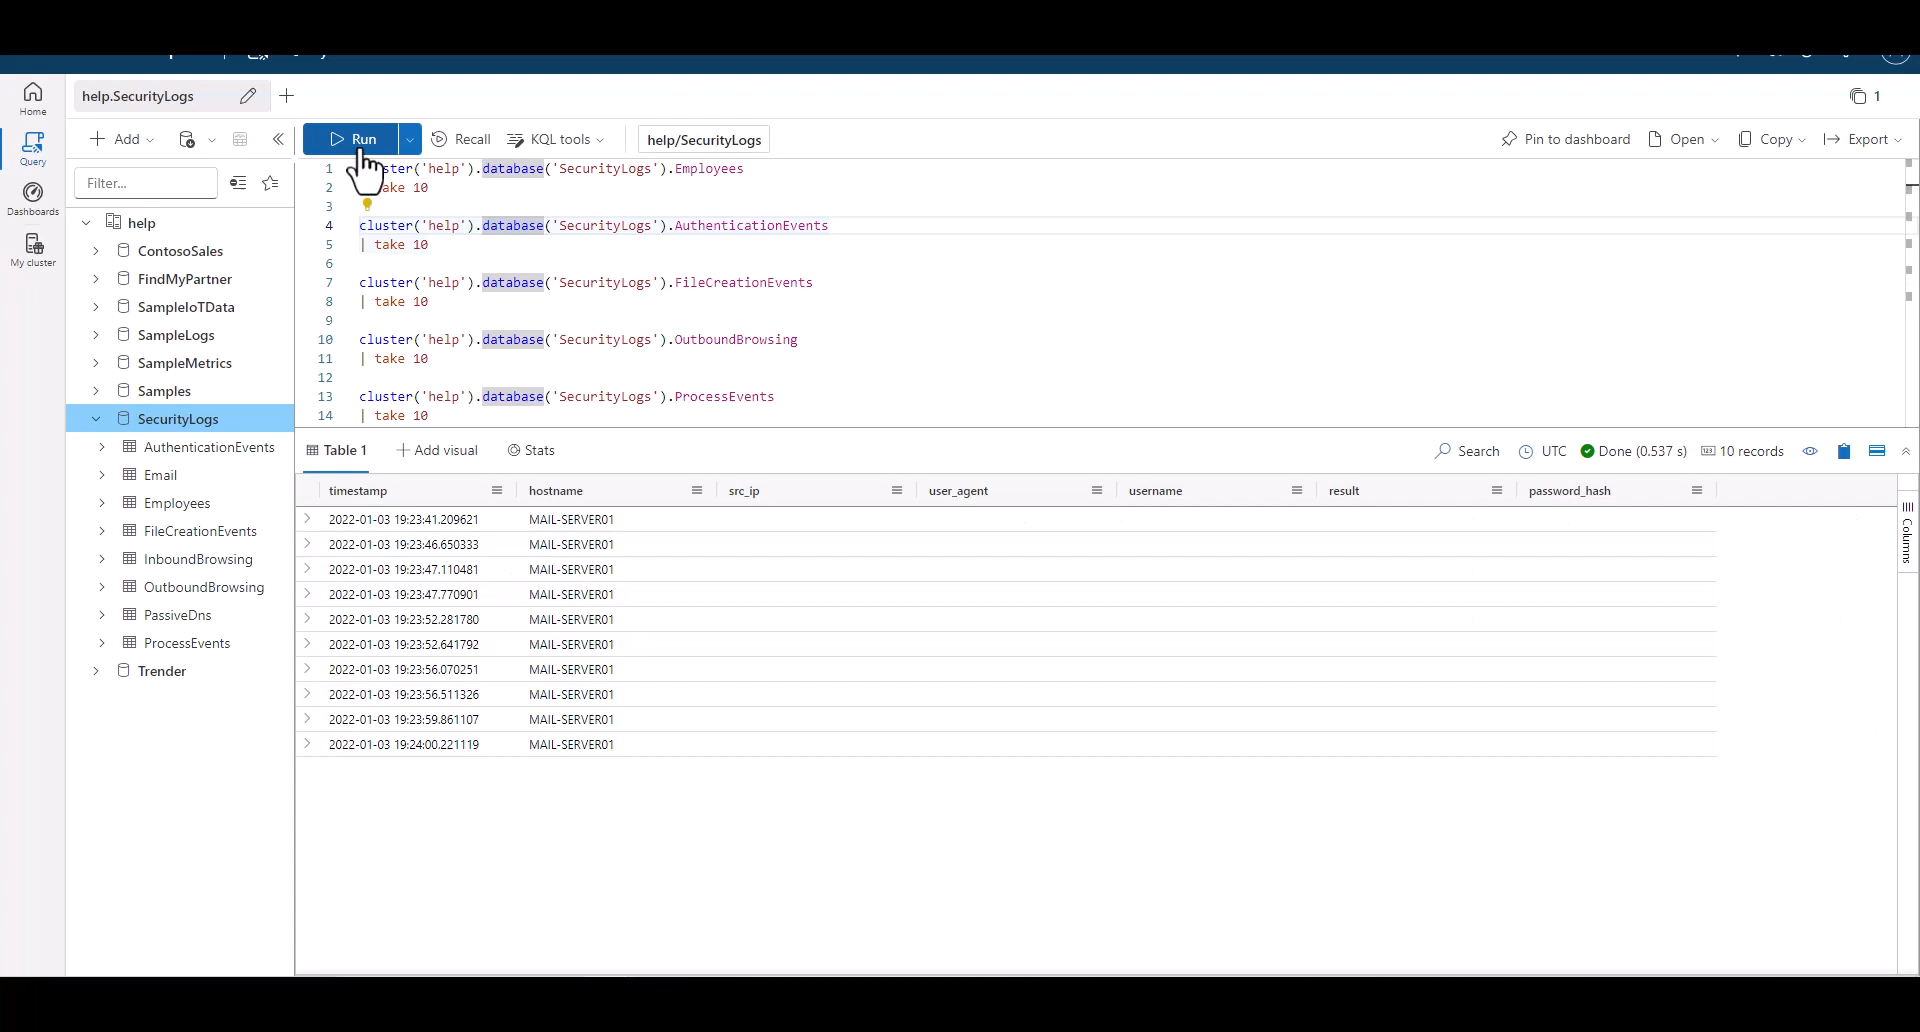 help.SecurityLogs
1
Home
Query
Dashboards
My cluster
Add
Run
Recall
KQL tools
help/SecurityLogs
Pin to dashboard
Open
Copy
Export
Filter...
help
ContosoSales
FindMyPartner
SampleIoTData
SampleLogs
SampleMetrics
Samples
SecurityLogs
AuthenticationEvents
Email
Employees
FileCreationEvents
InboundBrowsing
OutboundBrowsing
PassiveDns
ProcessEvents
Trender
1 ster('help').database('SecurityLogs').Employees
2 ake 10
3
4 cluster('help').database('SecurityLogs').AuthenticationEvents
5 | take 10
6
7 cluster('help').database('SecurityLogs').FileCreationEvents
8 | take 10
9
10 cluster('help').database('SecurityLogs').OutboundBrowsing
11 | take 10
12
13 cluster('help').database('SecurityLogs').ProcessEvents
14 | take 10
Table 1 Add visual Stats Search UTC Done (0.537 s) 10 records
timestamp hostname src_ip user_agent username result password_hash
2022-01-03 19:23:41.209621 MAIL-SERVER01
2022-01-03 19:23:46.650333 MAIL-SERVER01
2022-01-03 19:23:47.110481 MAIL-SERVER01
2022-01-03 19:23:47.770901 MAIL-SERVER01
2022-01-03 19:23:52.281780 MAIL-SERVER01
2022-01-03 19:23:52.641792 MAIL-SERVER01
2022-01-03 19:23:56.070251 MAIL-SERVER01
2022-01-03 19:23:56.511326 MAIL-SERVER01
2022-01-03 19:23:59.861107 MAIL-SERVER01
2022-01-03 19:24:00.221119 MAIL-SERVER01
Columns